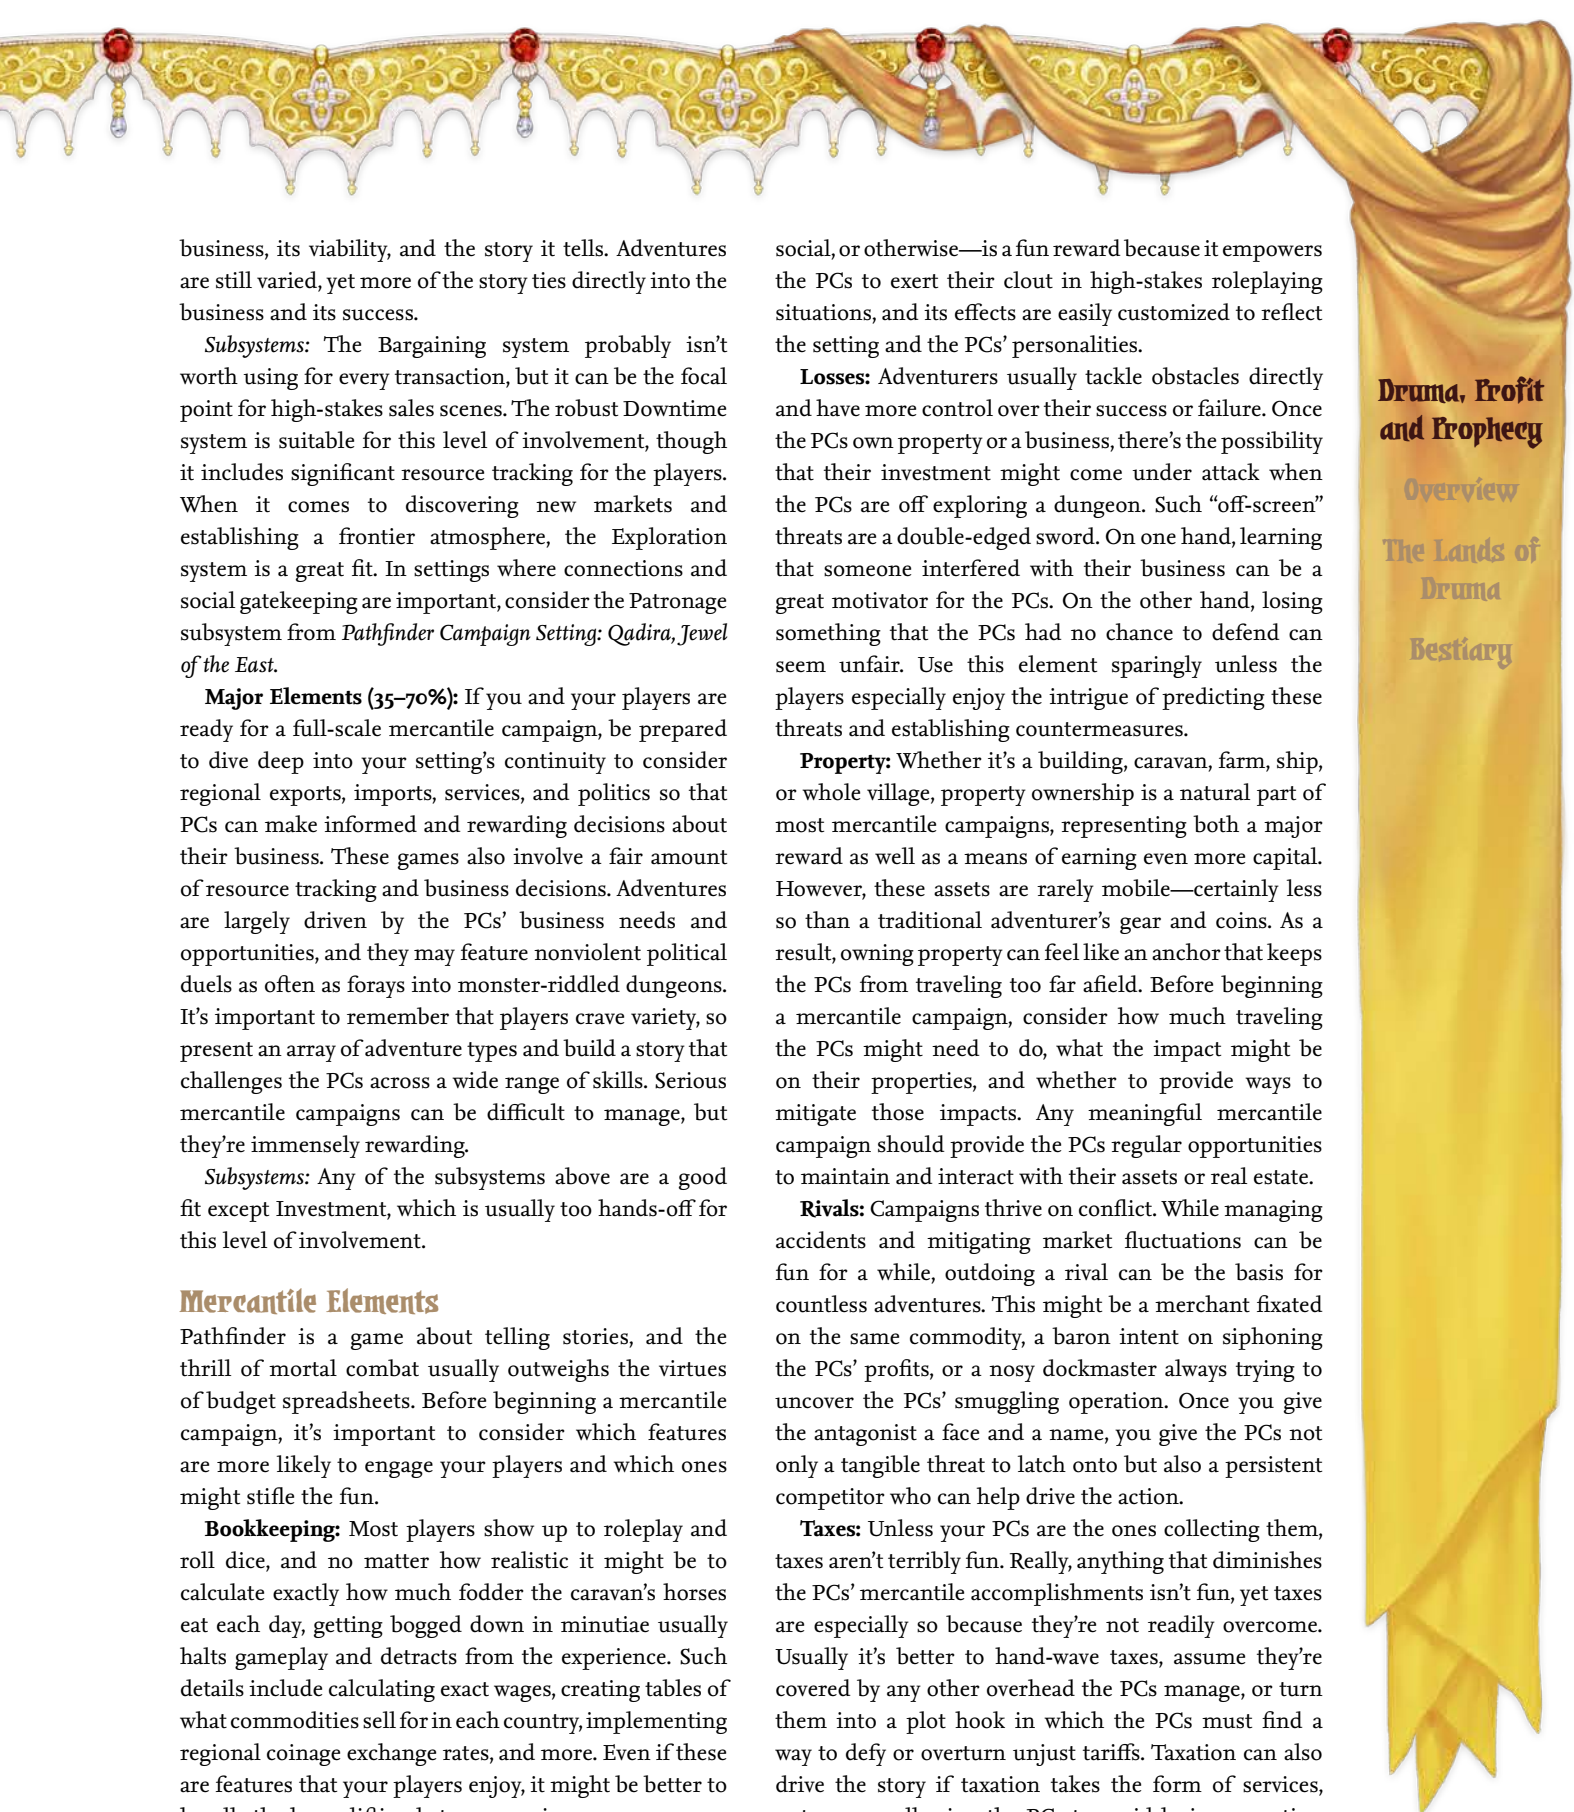 business, its viability, and the story it tells. Adventures
are still varied, yet more of the story ties directly into the
business and its success.
Subsystems: The Bargaining system probably isn’t
worth using for every transaction, but it can be the focal
point for high-stakes sales scenes. The robust Downtime
system is suitable for this level of involvement, though
it includes significant resource tracking for the players.
When it comes to discovering new markets and
establishing a frontier atmosphere, the Exploration
system is a great fit. In settings where connections and
social gatekeeping are important, consider the Patronage
subsystem from Pathfinder Campaign Setting: Qadira, Jewel
of the East.
Major Elements (35–70%): If you and your players are
ready for a full-scale mercantile campaign, be prepared
to dive deep into your setting’s continuity to consider
regional exports, imports, services, and politics so that
PCs can make informed and rewarding decisions about
their business. These games also involve a fair amount
of resource tracking and business decisions. Adventures
are largely driven by the PCs’ business needs and
opportunities, and they may feature nonviolent political
duels as often as forays into monster-riddled dungeons.
It’s important to remember that players crave variety, so
present an array of adventure types and build a story that
challenges the PCs across a wide range of skills. Serious
mercantile campaigns can be difficult to manage, but
they’re immensely rewarding.
Subsystems: Any of the subsystems above are a good
fit except Investment, which is usually too hands-off for
this level of involvement.
Mercantile Elements
Pathfinder is a game about telling stories, and the
thrill of mortal combat usually outweighs the virtues
of budget spreadsheets. Before beginning a mercantile
campaign, it’s important to consider which features
are more likely to engage your players and which ones
might stifle the fun.
Bookkeeping: Most players show up to roleplay and
roll dice, and no matter how realistic it might be to
calculate exactly how much fodder the caravan’s horses
eat each day, getting bogged down in minutiae usually
halts gameplay and detracts from the experience. Such
details include calculating exact wages, creating tables of
what commodities sell for in each country, implementing
regional coinage exchange rates, and more. Even if these
are features that your players enjoy, it might be better to
social, or otherwise—is a fun reward because it empowers
the PCs to exert their clout in high-stakes roleplaying
situations, and its effects are easily customized to reflect
the setting and the PCs’ personalities.
Losses: Adventurers usually tackle obstacles directly
and have more control over their success or failure. Once
the PCs own property or a business, there’s the possibility
that their investment might come under attack when
the PCs are off exploring a dungeon. Such “off-screen”
threats are a double-edged sword. On one hand, learning
that someone interfered with their business can be a
great motivator for the PCs. On the other hand, losing
something that the PCs had no chance to defend can
seem unfair. Use this element sparingly unless the
players especially enjoy the intrigue of predicting these
threats and establishing countermeasures.
Property: Whether it’s a building, caravan, farm, ship,
or whole village, property ownership is a natural part of
most mercantile campaigns, representing both a major
reward as well as a means of earning even more capital.
However, these assets are rarely mobile—certainly less
so than a traditional adventurer’s gear and coins. As a
result, owning property can feel like an anchor that keeps
the PCs from traveling too far afield. Before beginning
a mercantile campaign, consider how much traveling
the PCs might need to do, what the impact might be
on their properties, and whether to provide ways to
mitigate those impacts. Any meaningful mercantile
campaign should provide the PCs regular opportunities
to maintain and interact with their assets or real estate.
Rivals: Campaigns thrive on conflict. While managing
accidents and mitigating market fluctuations can be
fun for a while, outdoing a rival can be the basis for
countless adventures. This might be a merchant fixated
on the same commodity, a baron intent on siphoning
the PCs’ profits, or a nosy dockmaster always trying to
uncover the PCs’ smuggling operation. Once you give
the antagonist a face and a name, you give the PCs not
only a tangible threat to latch onto but also a persistent
competitor who can help drive the action.
Taxes: Unless your PCs are the ones collecting them,
taxes aren’t terribly fun. Really, anything that diminishes
the PCs’ mercantile accomplishments isn’t fun, yet taxes
are especially so because they’re not readily overcome.
Usually it’s better to hand-wave taxes, assume they’re
covered by any other overhead the PCs manage, or turn
them into a plot hook in which the PCs must find a
way to defy or overturn unjust tariffs. Taxation can also
drive the story if taxation takes the form of services,
Druma, Profit
and Prophecy
Overview
The Lands of
Druma
Bestiary